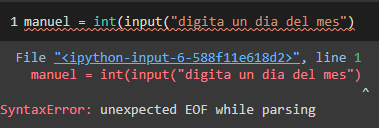 1 manuel = int(input("digita un dia del mes")
File "<ipython-input-6-588f11e618d2>", line 1
manuel = int(input("digita un dia del mes")
^
SyntaxError: unexpected EOF while parsing